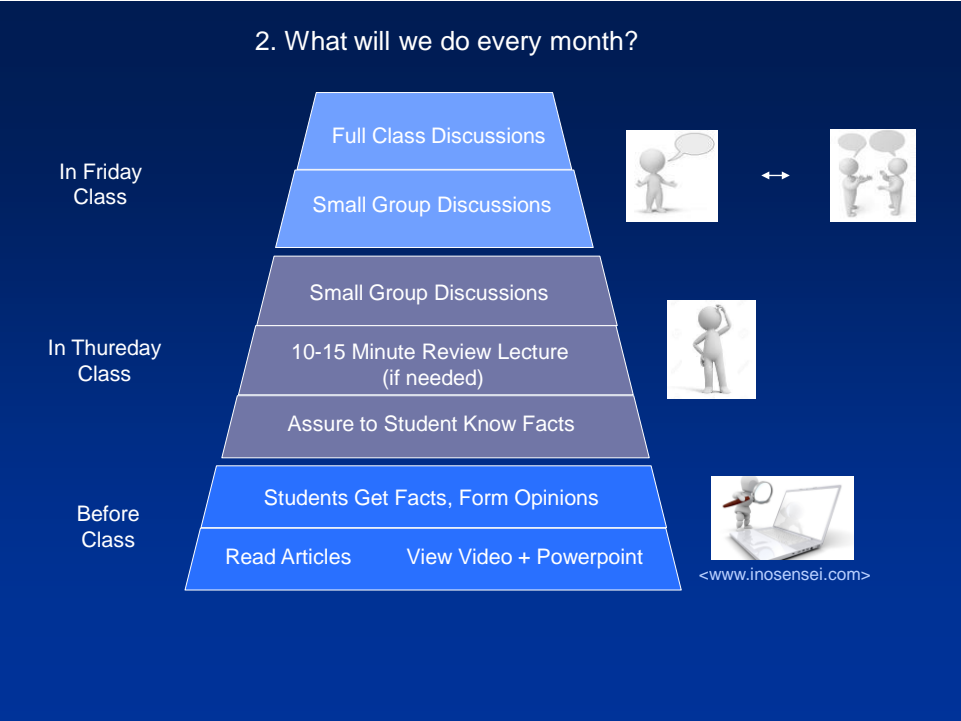 2. What will we do every month?
Full Class Discussions
In Friday
Class
Small Group Discussions
Small Group Discussions
In Thureday
Class
10-15 Minute Review Lecture
(if needed)
Assure to Student Know Facts
Students Get Facts, Form Opinions
Before
Class
Read Articles View Video + Powerpoint
<www.inosensei.com>